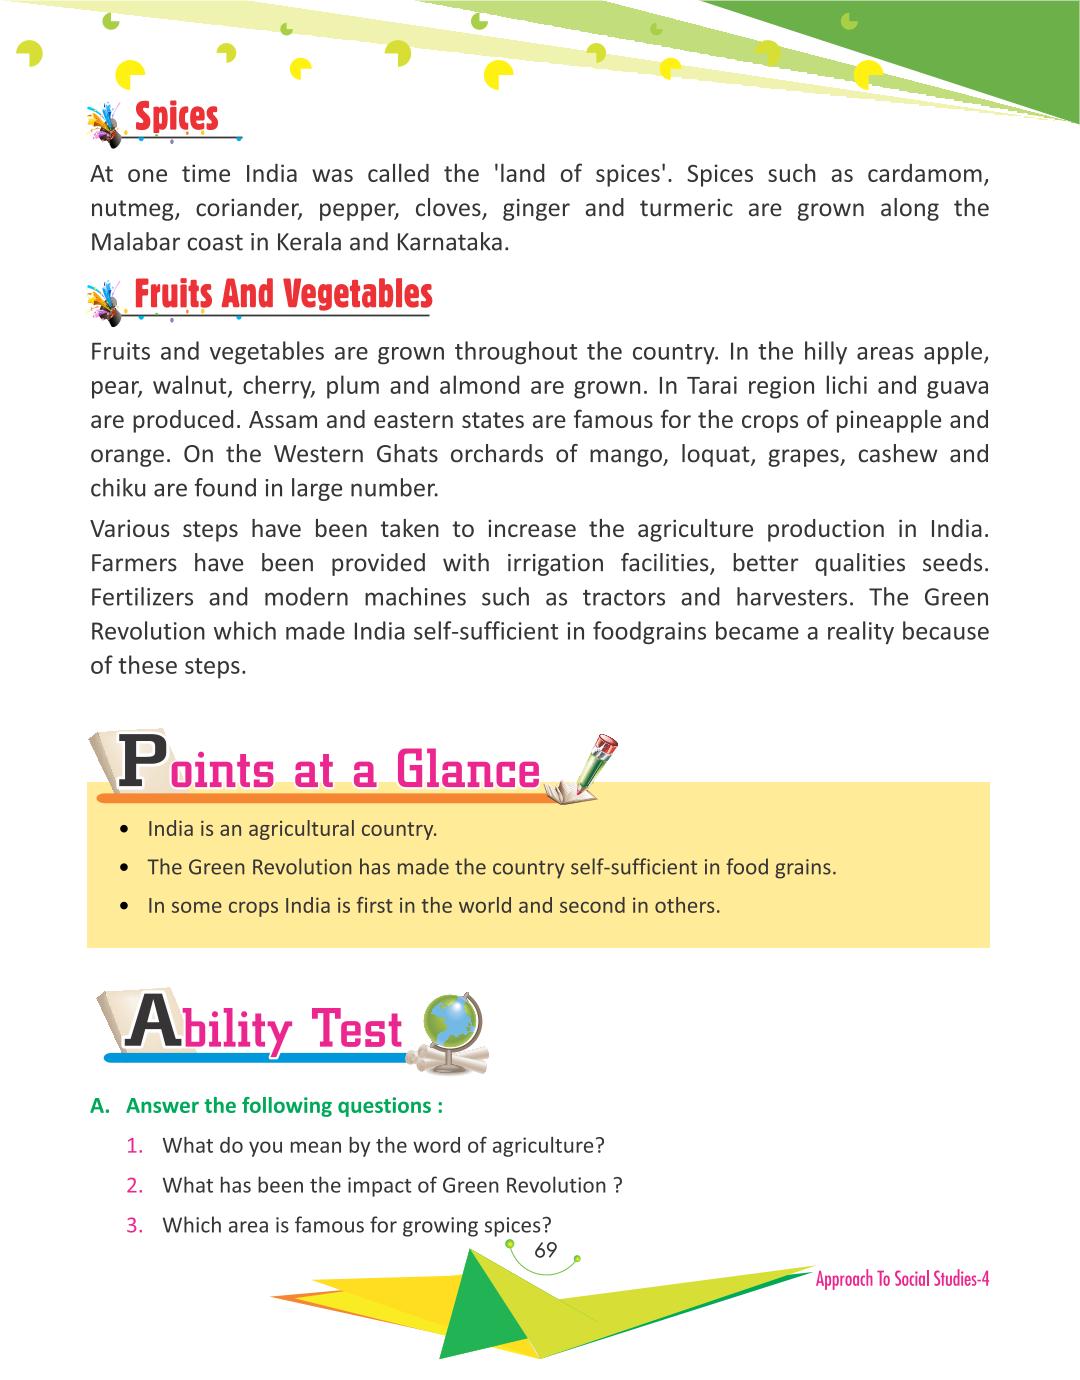 Spices
At one time India was called the 'land of spices'. Spices such as cardamom,
nutmeg, coriander, pepper, cloves, ginger and turmeric are grown along the
Malabar coast in Kerala and Karnataka.
Fruits And Vegetables
Fruits and vegetables are grown throughout the country. In the hilly areas apple,
pear, walnut, cherry, plum and almond are grown. In Tarai region lichi and guava
are produced. Assam and eastern states are famous for the crops of pineapple and
orange. On the Western Ghats orchards of mango, loquat, grapes, cashew and
chiku are found in large number.
Various steps have been taken to increase the agriculture production in India.
Farmers have been provided with irrigation facilities, better qualities seeds.
Fertilizers and modern machines such as tractors and harvesters. The Green
Revolution which made India self-sufficient in foodgrains became a reality because
of these steps.
Points at a Glance
• India is an agricultural country.
• The Green Revolution has made the country self-sufficient in food grains.
• In some crops India is first in the world and second in others.
Ability Test
A. Answer the following questions :
1. What do you mean by the word of agriculture?
2. What has been the impact of Green Revolution ?
3. Which area is famous for growing spices?
69
Approach To Social Studies-4